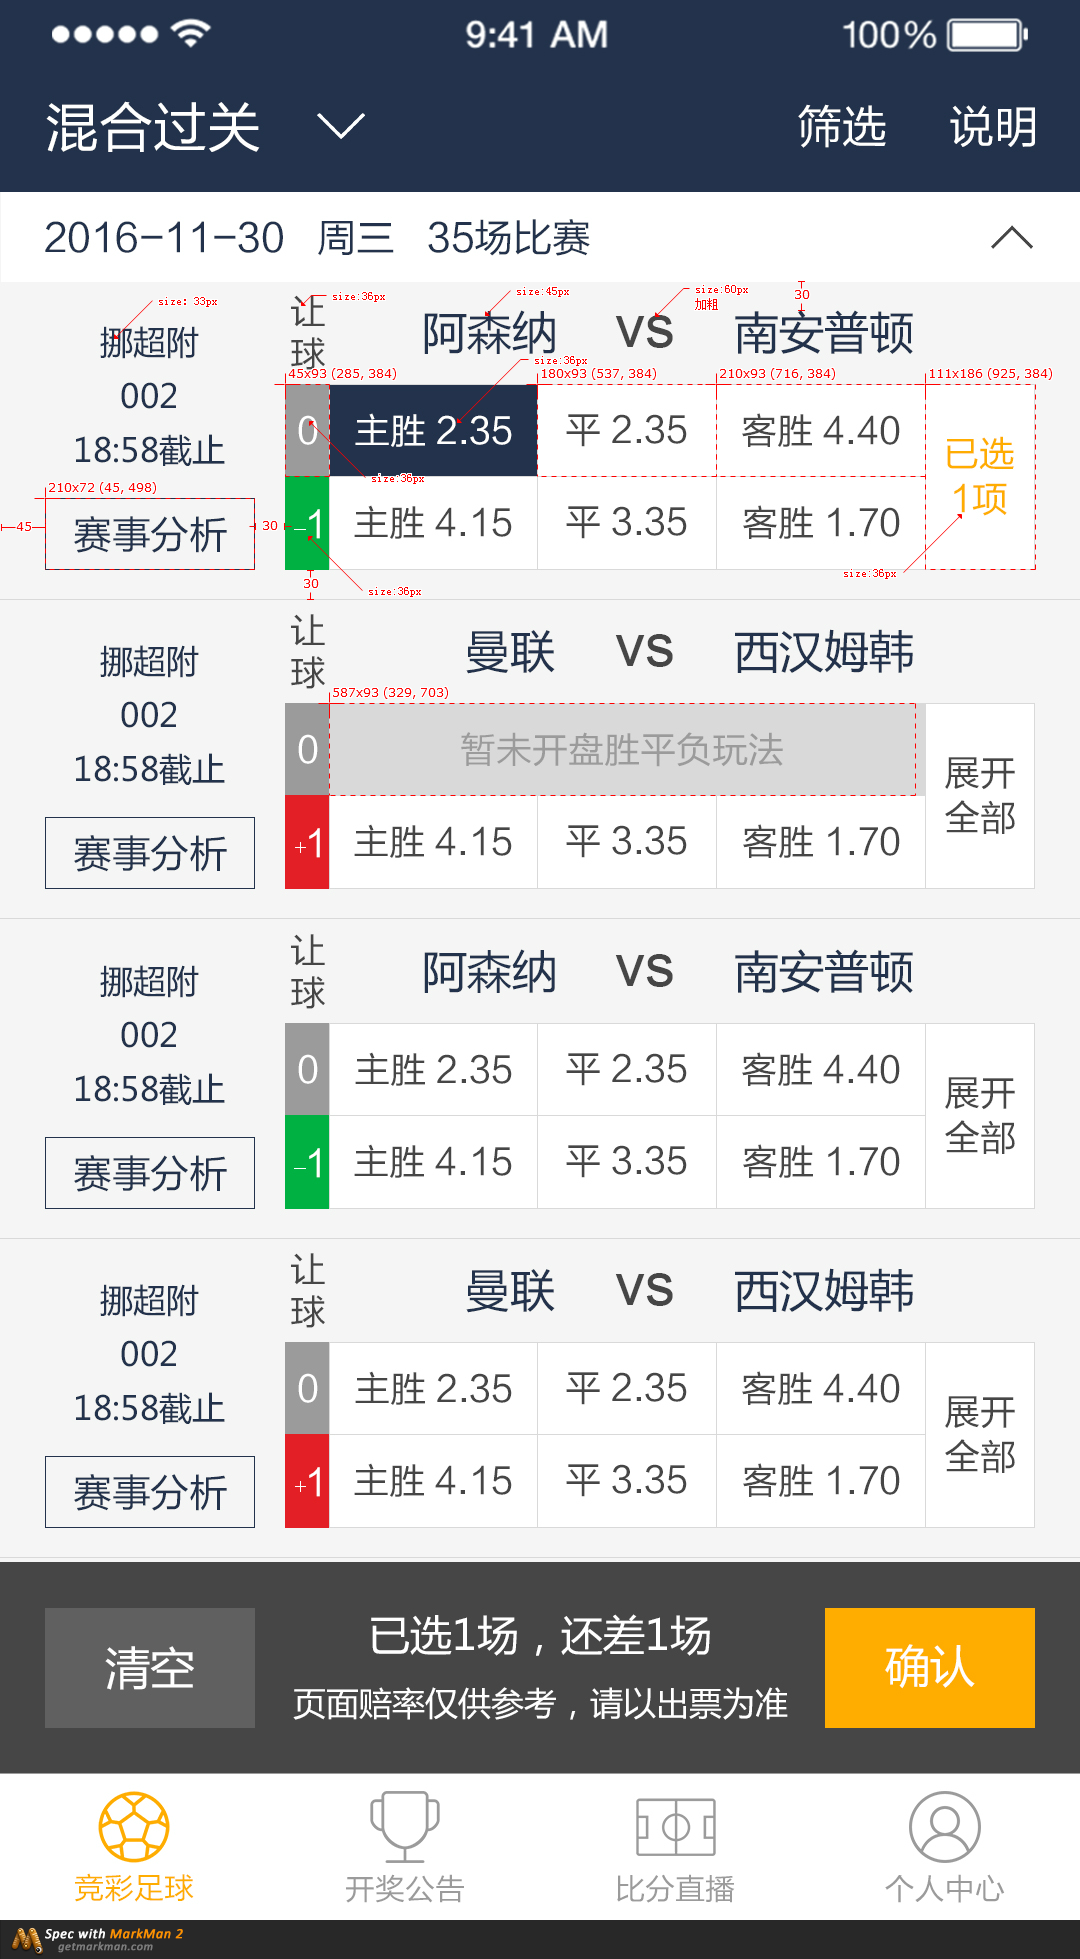 9:41 AM 100%
混合过关 筛选 说明
2016-11-30 周三 35场比赛
size: 33px
size:36px
size:45px
size:60px
加粗
30
挪超附
002
18:58截止
赛事分析
210x72 (45, 498)
45
30
让球
阿森纳 VS 南安普顿
size:36px
45x93 (285, 384)
180x93 (537, 384)
210x93 (716, 384)
111x186 (925, 384)
0 主胜 2.35 平 2.35 客胜 4.40
size:36px
已选
1项
-1 主胜 4.15 平 3.35 客胜 1.70
size:36px
size:36px
30
挪超附
002
18:58截止
赛事分析
让球
曼联 VS 西汉姆韩
587x93 (329, 703)
0 暂未开盘胜平负玩法
+1 主胜 4.15 平 3.35 客胜 1.70
展开
全部
挪超附
002
18:58截止
赛事分析
让球
阿森纳 VS 南安普顿
0 主胜 2.35 平 2.35 客胜 4.40
-1 主胜 4.15 平 3.35 客胜 1.70
展开
全部
挪超附
002
18:58截止
赛事分析
让球
曼联 VS 西汉姆韩
0 主胜 2.35 平 2.35 客胜 4.40
+1 主胜 4.15 平 3.35 客胜 1.70
展开
全部
清空
已选1场，还差1场
页面赔率仅供参考，请以出票为准
确认
竞彩足球 开奖公告 比分直播 个人中心
Spec with MarkMan 2
getmarkman.com